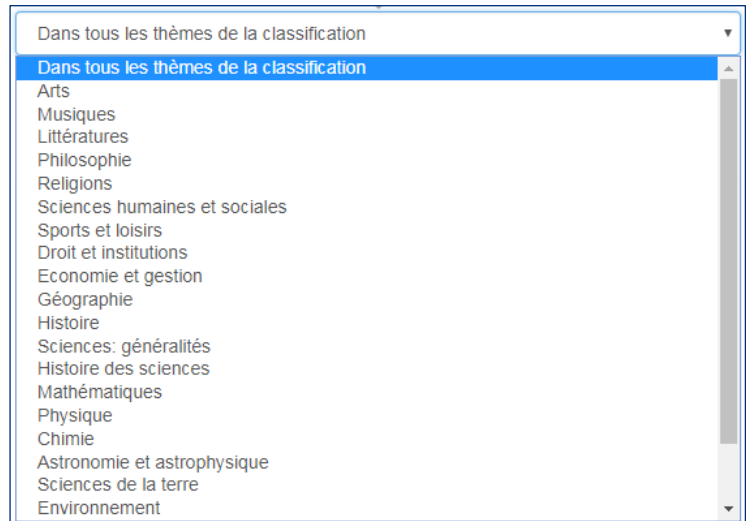 Dans tous les thèmes de la classification
Dans tous les thèmes de la classification
Arts
Musiques
Littératures
Philosophie
Religions
Sciences humaines et sociales
Sports et loisirs
Droit et institutions
Economie et gestion
Géographie
Histoire
Sciences: généralités
Histoire des sciences
Mathématiques
Physique
Chimie
Astronomie et astrophysique
Sciences de la terre
Environnement